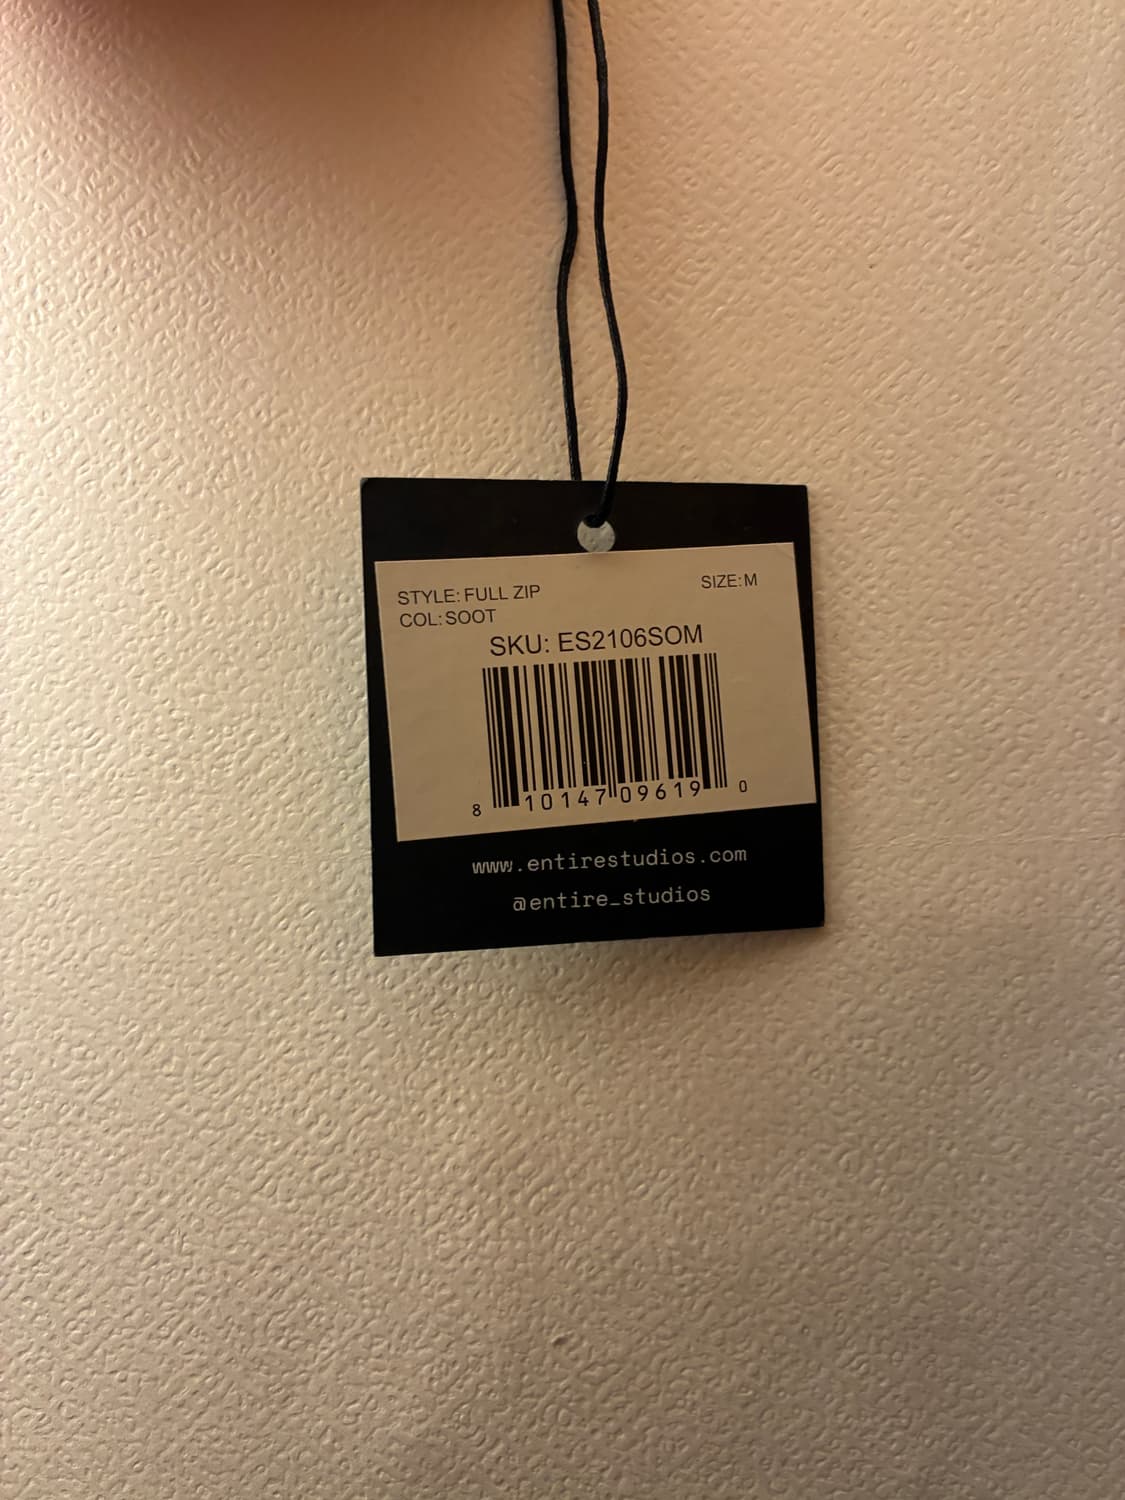 STYLE: FULL ZIP
SIZE: M
COL: SOOT
SKU: ES2106SOM
8 10147 09619 0
www.entirestudios.com
@entire_studios